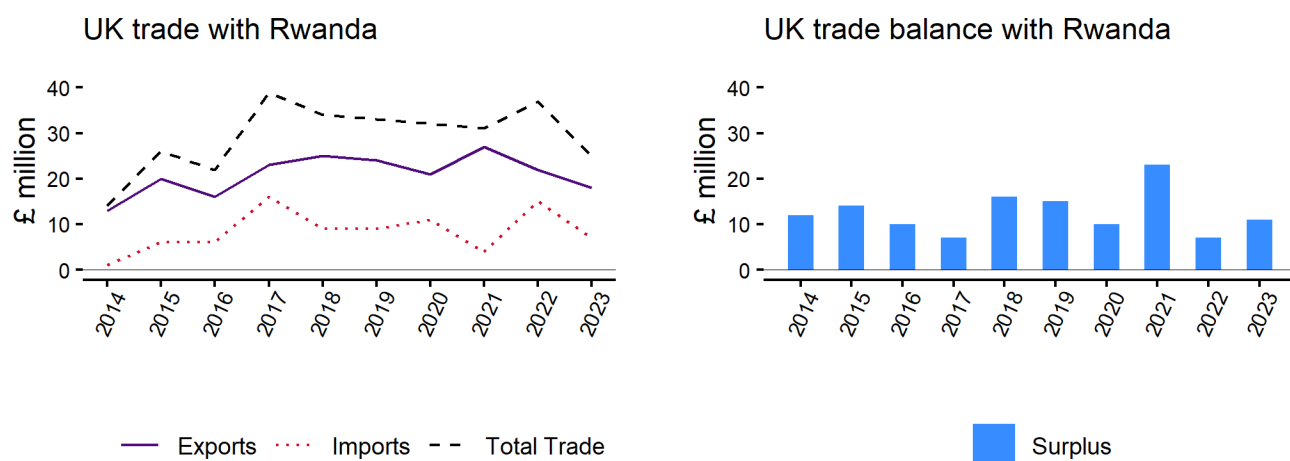 UK trade with Rwanda
£ million
40
30
20
10
0
2014 2015 2016 2017 2018 2019 2020 2021 2022 2023
Exports Imports Total Trade
UK trade balance with Rwanda
£ million
40
30
20
10
0
2014 2015 2016 2017 2018 2019 2020 2021 2022 2023
Surplus